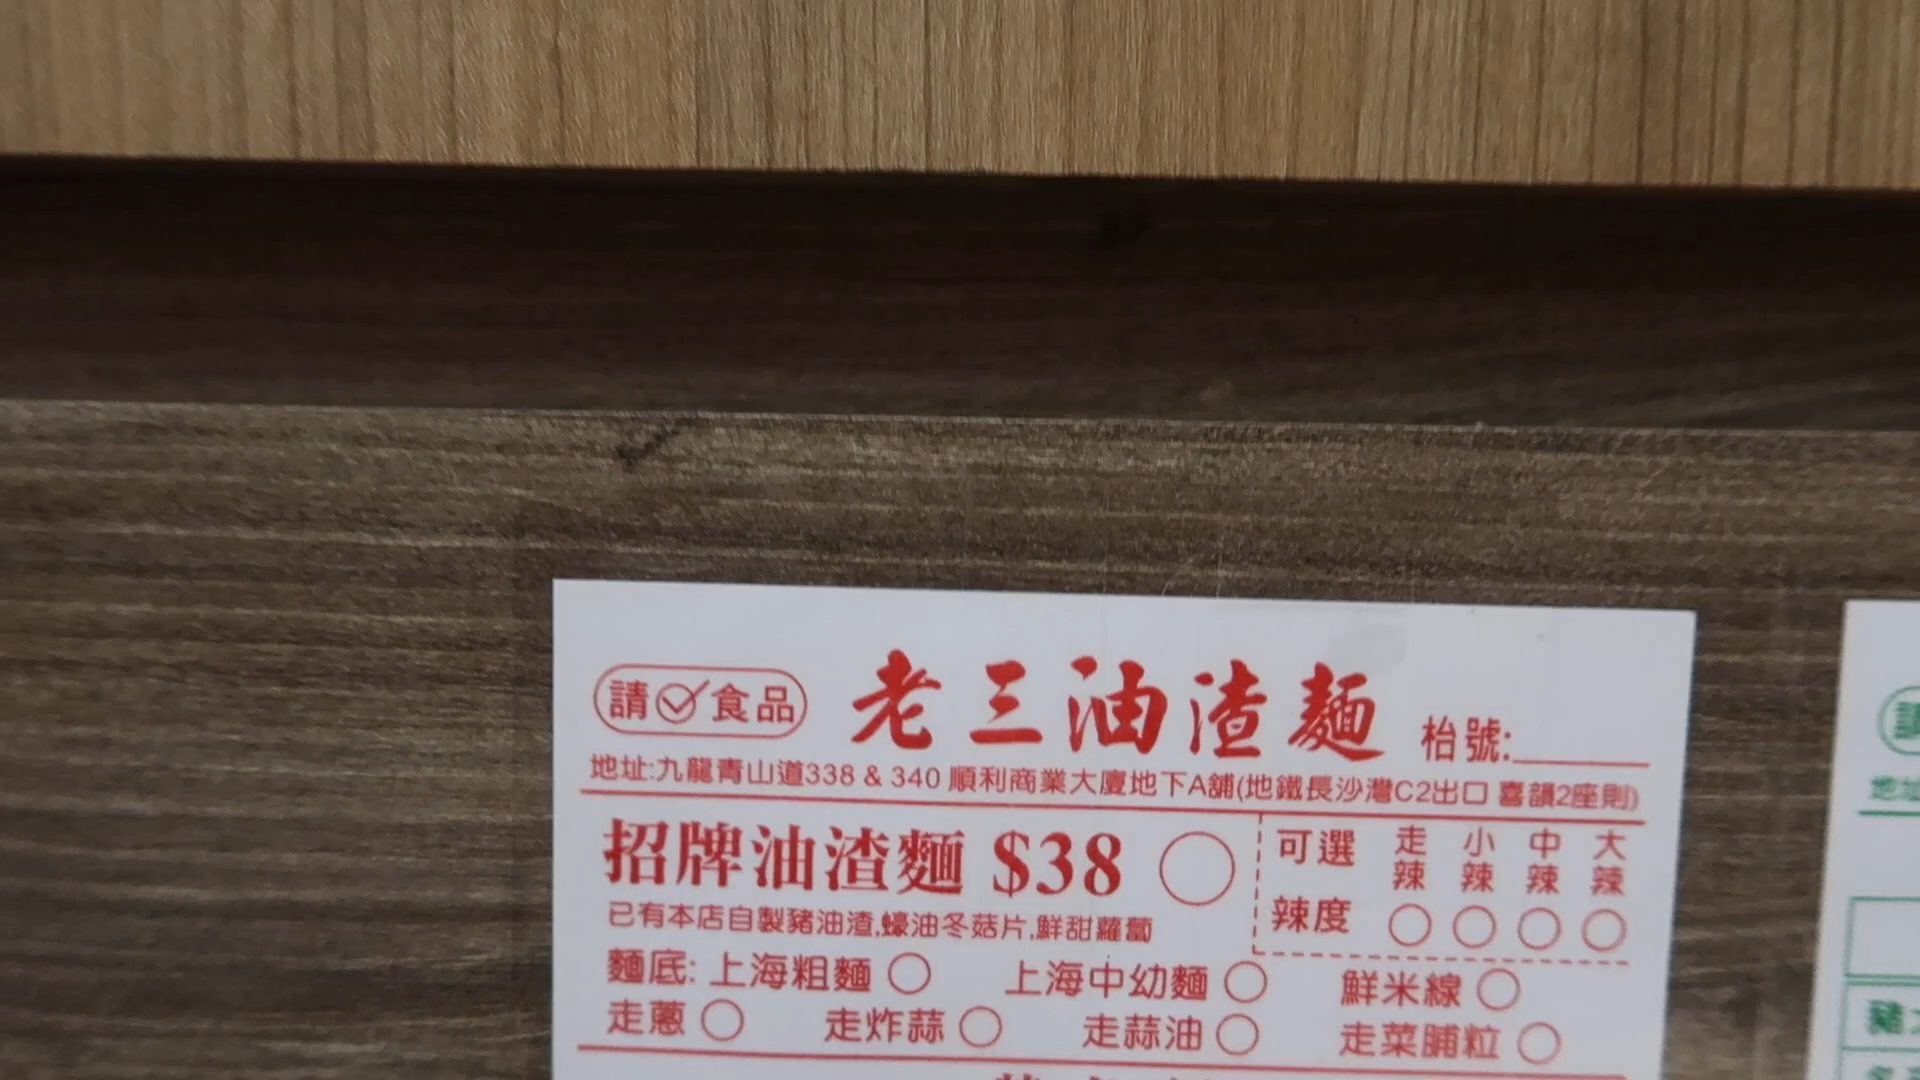 請食品 老三油渣麵 枱號:
地址:九龍青山道338 & 340 順利商業大廈地下A舖(地鐵長沙灣C2出口 喜韻2座則)
招牌油渣麵 $38
可選辣度 走辣 小辣 中辣 大辣
已有本店自製豬油渣,蠔油冬菇片,鮮甜蘿蔔
麵底: 上海粗麵 上海中幼麵 鮮米線
走蔥 走炸蒜 走蒜油 走菜脯粒